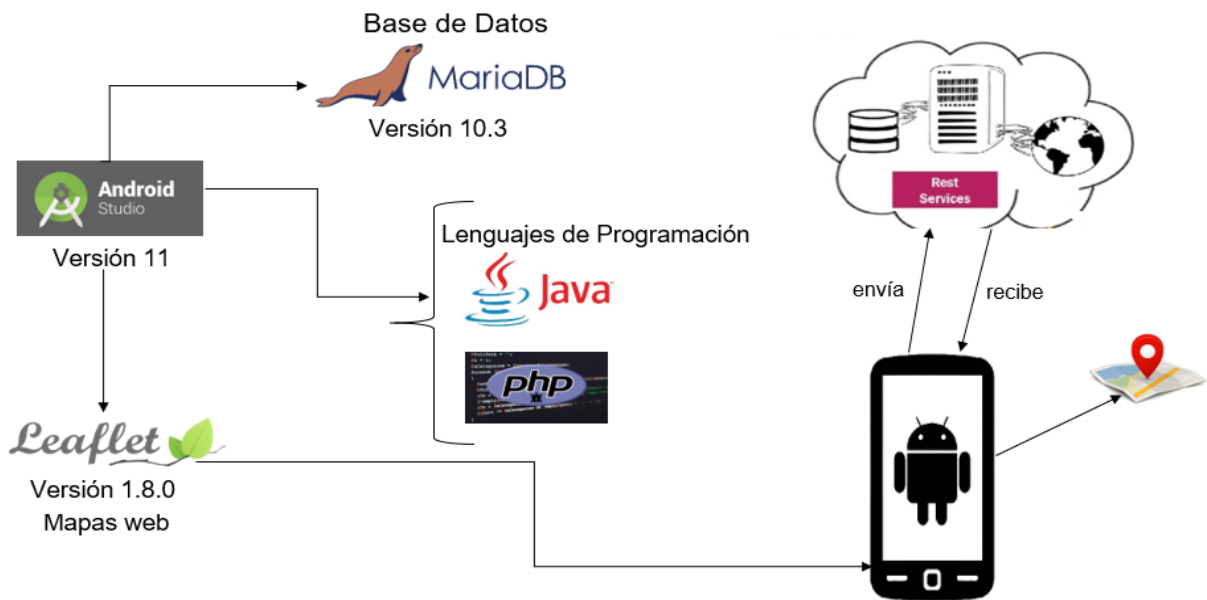 Base de Datos
MariaDB
Versión 10.3
Android
Studio
Versión 11
Lenguajes de Programación
Java
php
Leaflet
Versión 1.8.0
Mapas web
Rest
Services
envía
recibe